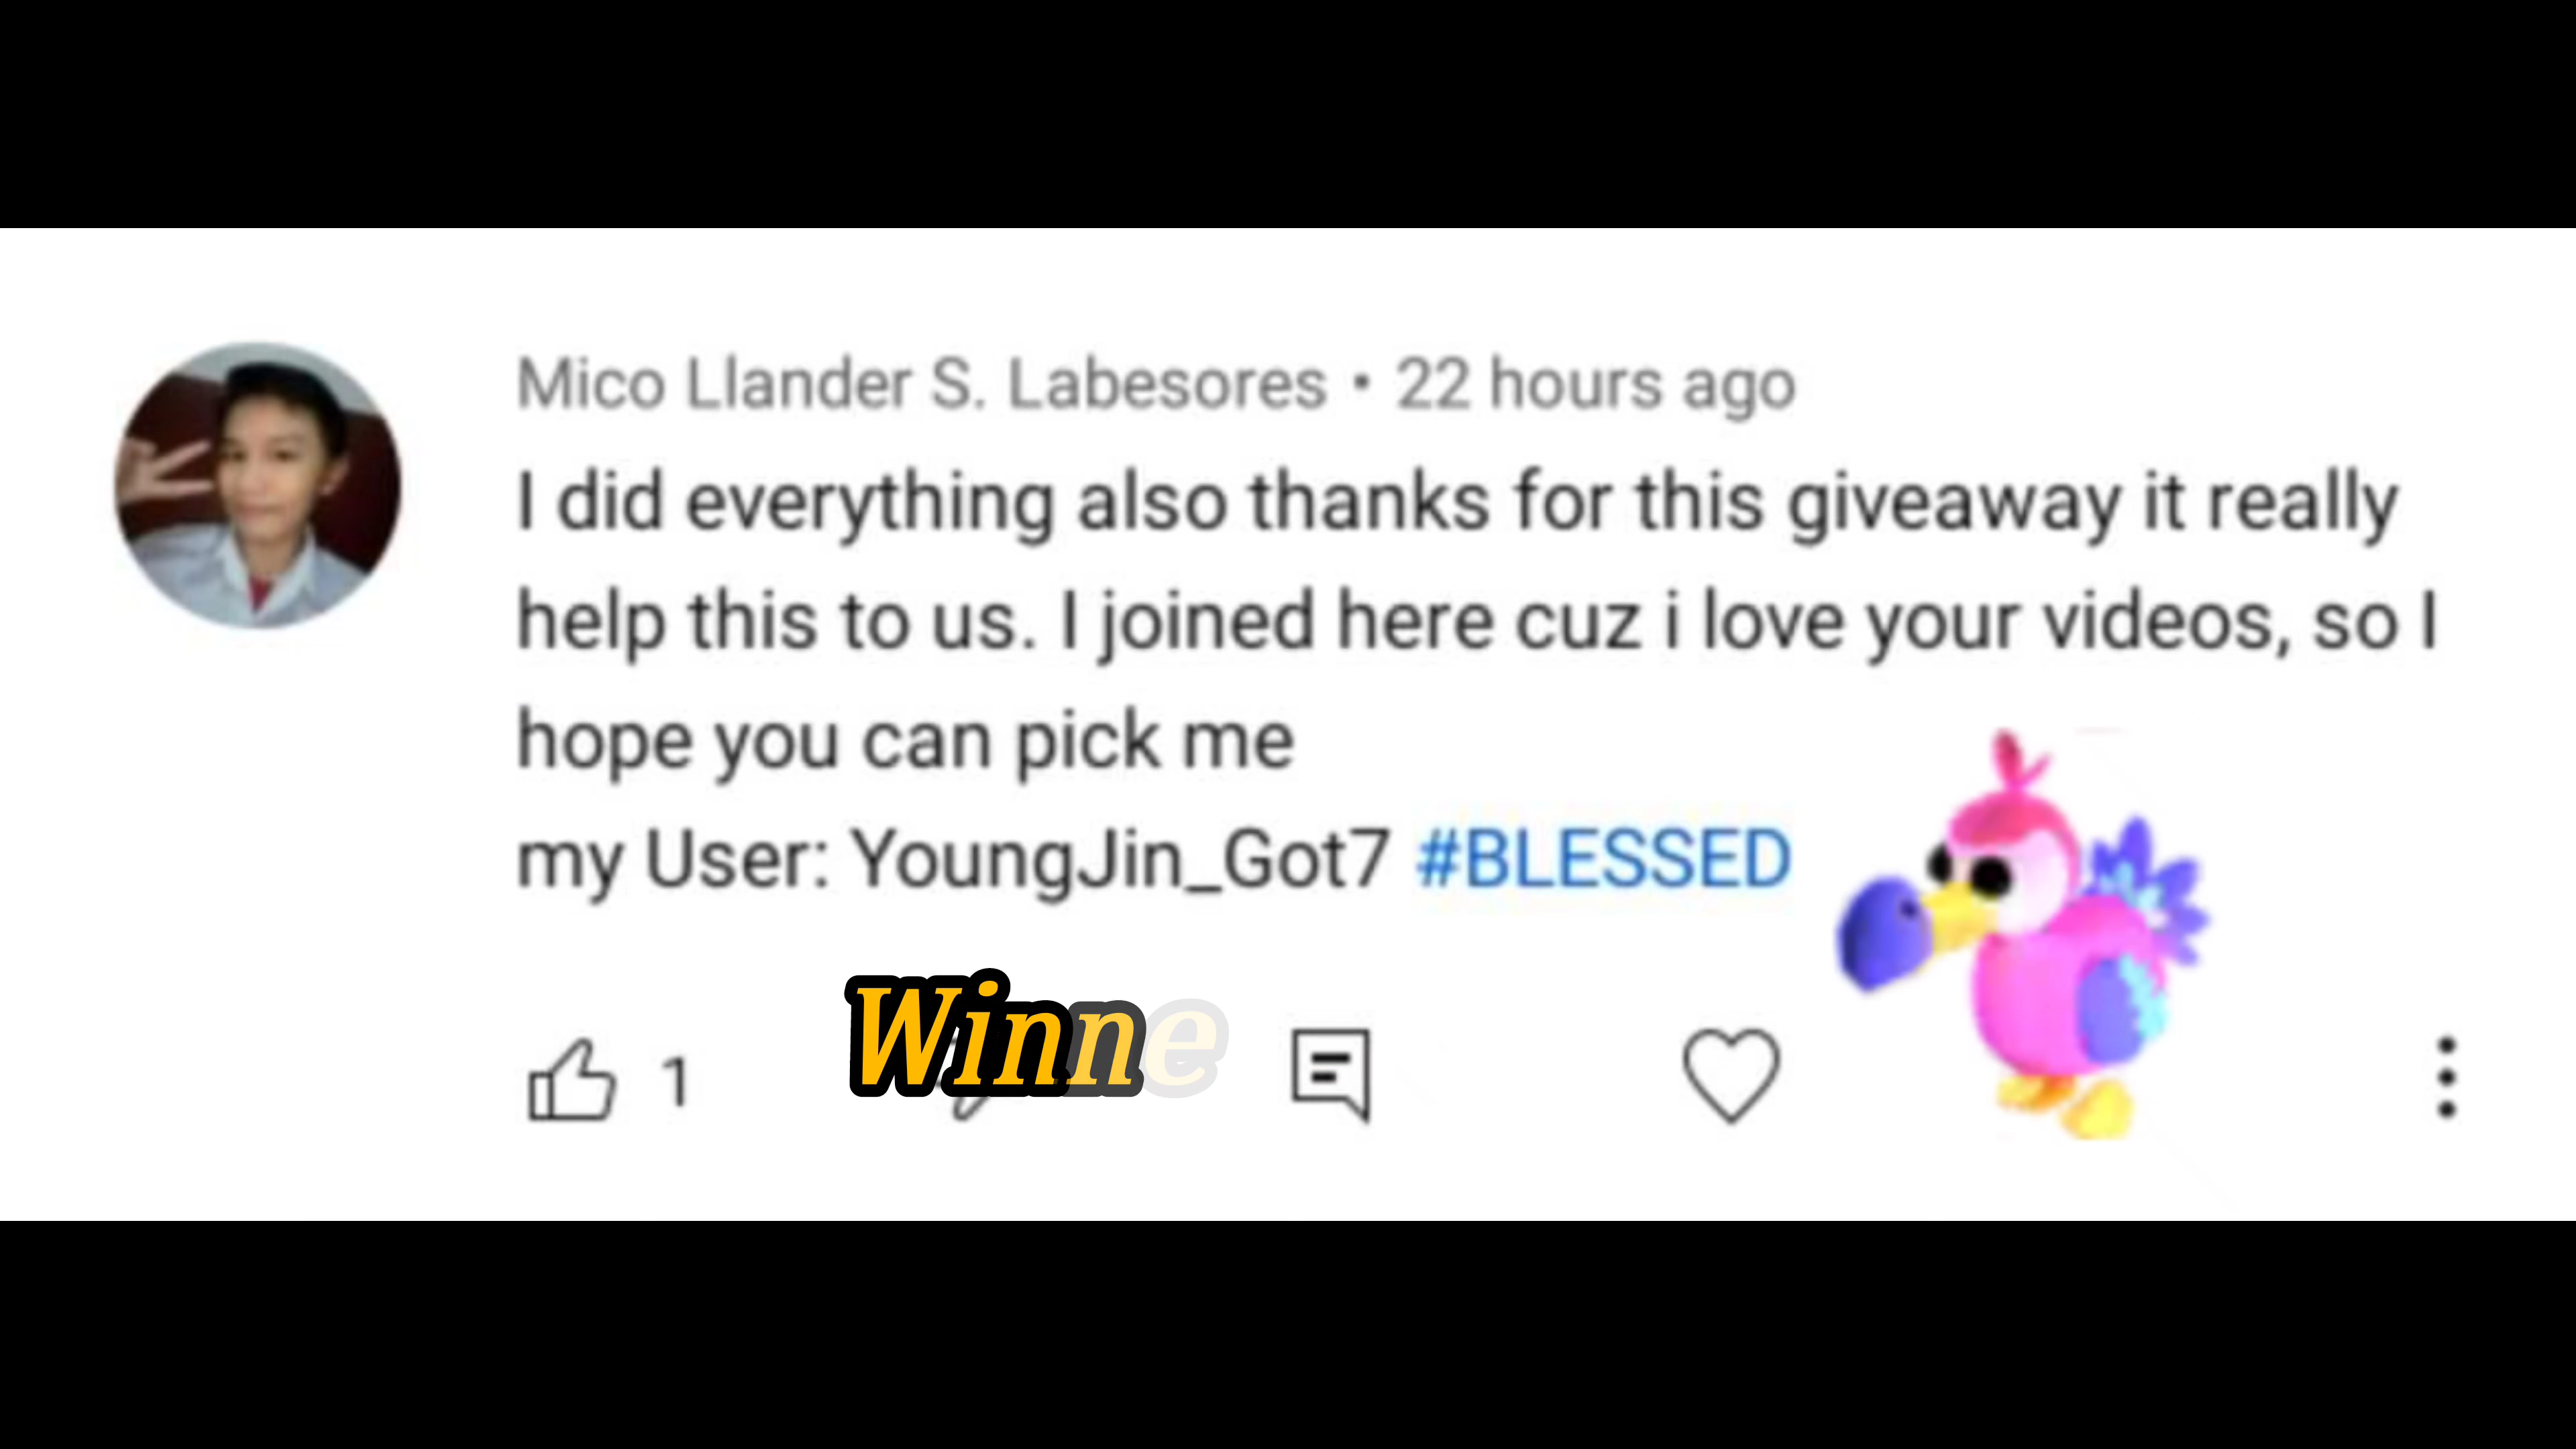 Mico Llander S. Labesores • 22 hours ago
I did everything also thanks for this giveaway it really
help this to us. I joined here cuz i love your videos, so I
hope you can pick me
my User: YoungJin_Got7 #BLESSED
Winne
1